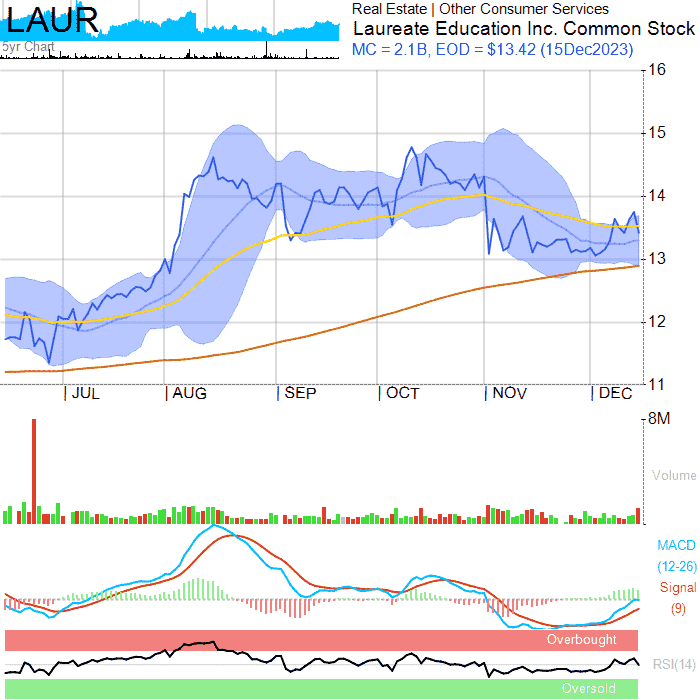 LAUR
5yr Chart
Real Estate | Other Consumer Services
Laureate Education Inc. Common Stock
MC = 2.1B, EOD = $13.42 (15Dec2023)
16
15
14
13
12
11
JUL
AUG
SEP
OCT
NOV
DEC
8M
Volume
MACD
(12-26)
Signal
(9)
Overbought
RSI(14)
Oversold